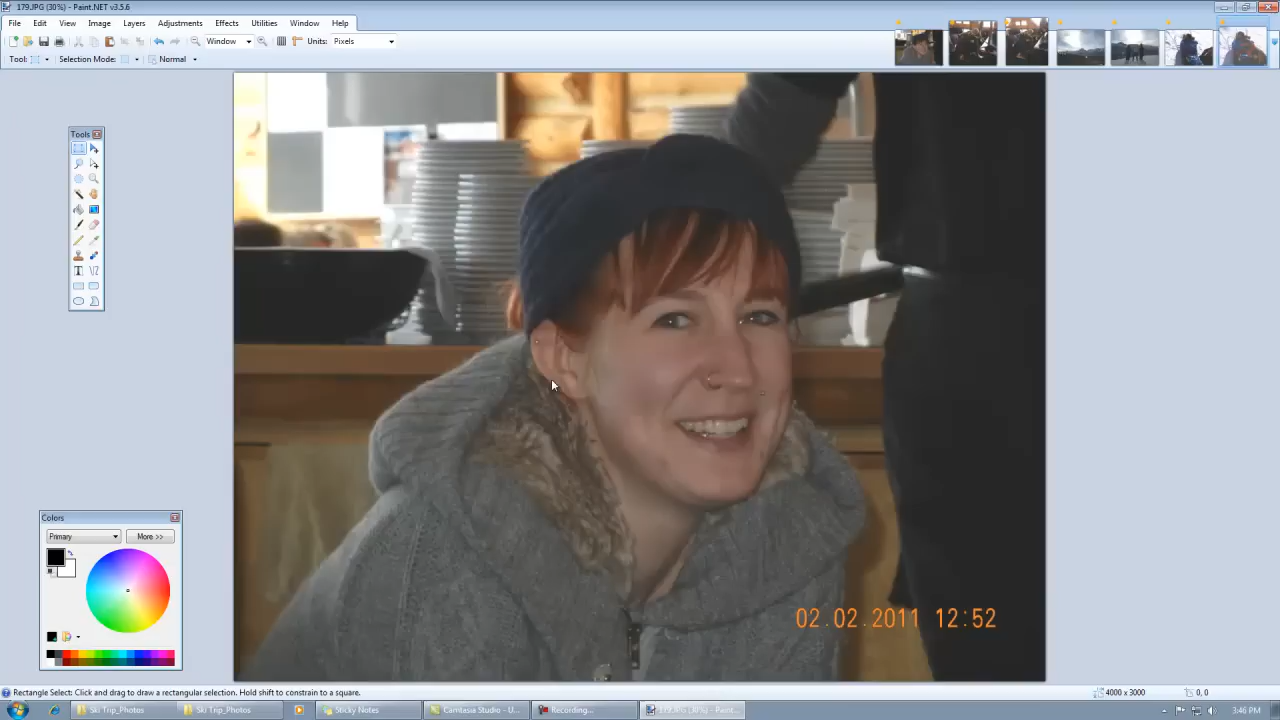 179.JPG (30%) - Paint.NET v3.5.6
File Edit View Image Layers Adjustments Effects Utilities Window Help
Window Units: Pixels
Tool: Selection Mode: Normal
Tools
02.02.2011 12:52
Colors
Primary More >>
Rectangle Select: Click and drag to draw a rectangular selection. Hold shift to constrain to a square. 4000 x 3000 0, 0
Ski Trip_Photos Ski Trip_Photos Sticky Notes Camtasia Studio - U... Recording... 3:46 PM